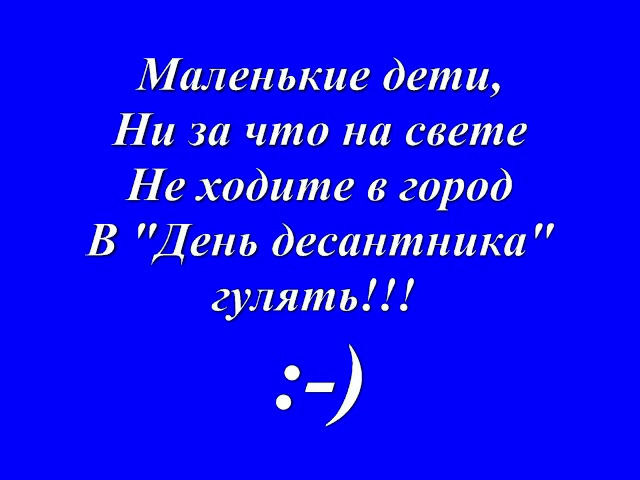 Маленькие дети,
Ни за что на свете
Не ходите в город
В "День десантника"
гулять!!!
:-)